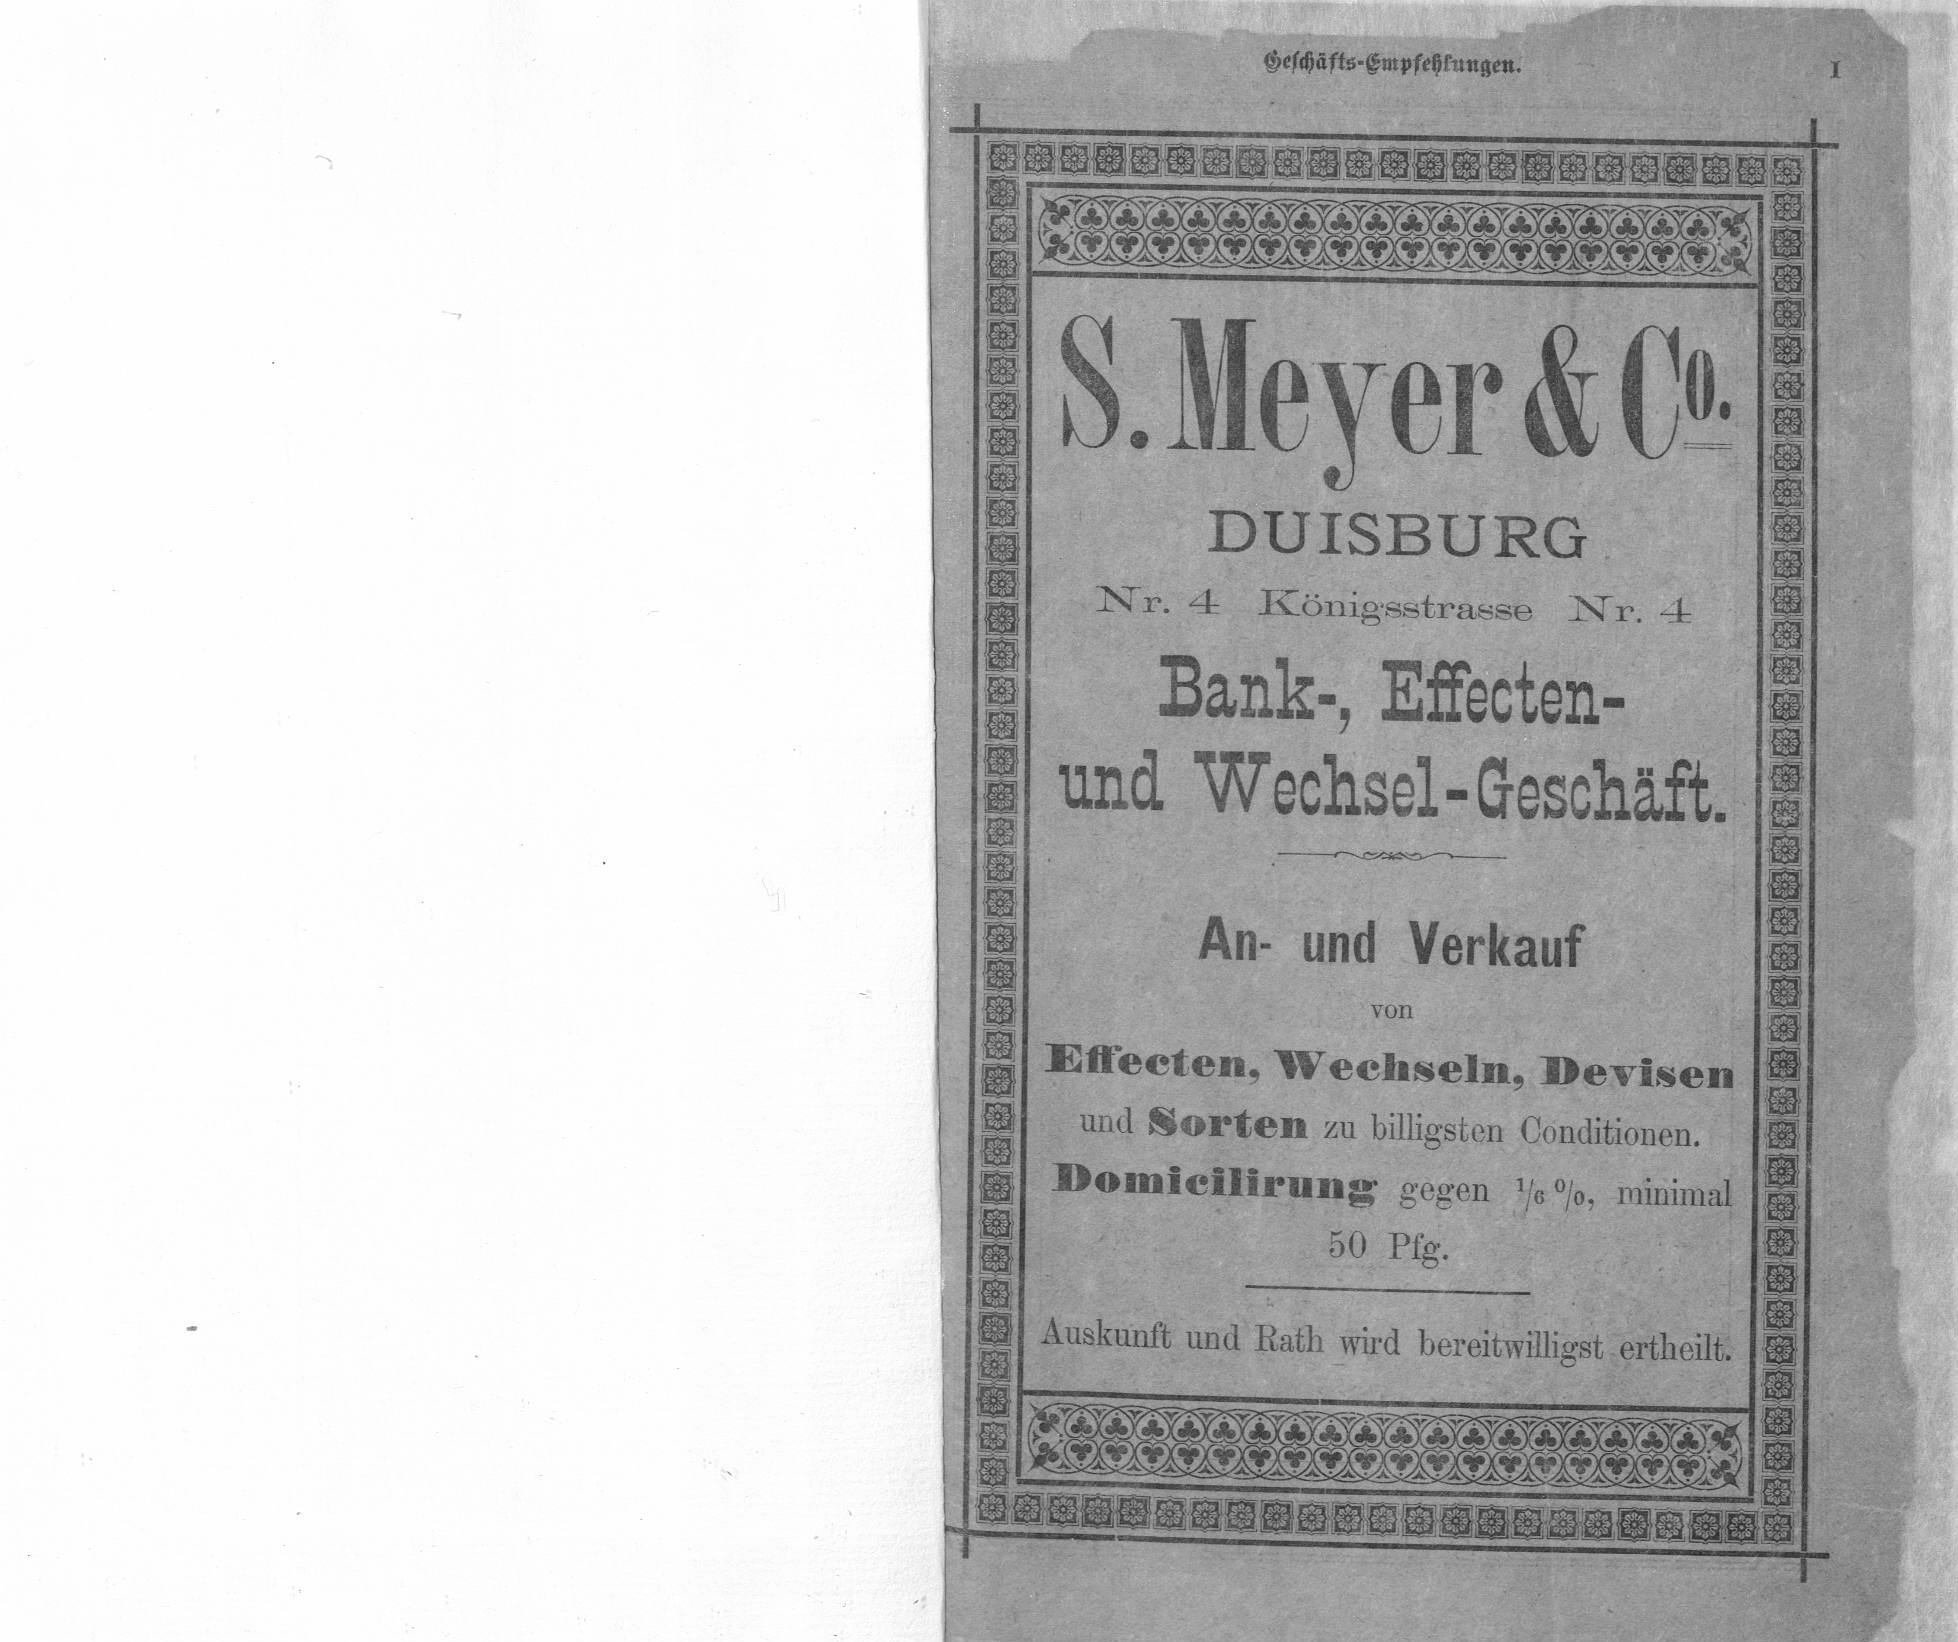 Geschäfts-Empfehlungen.
I
S. Meyer & Co.
DUISBURG
Nr. 4 Königsstrasse Nr. 4
Bank-, Effecten-
und Wechsel-Geschäft.
An- und Verkauf
von
Effecten, Wechseln, Devisen
und Sorten zu billigsten Conditionen.
Domicilirung gegen 1/6 %, minimal
50 Pfg.
Auskunft und Rath wird bereitwilligst ertheilt.